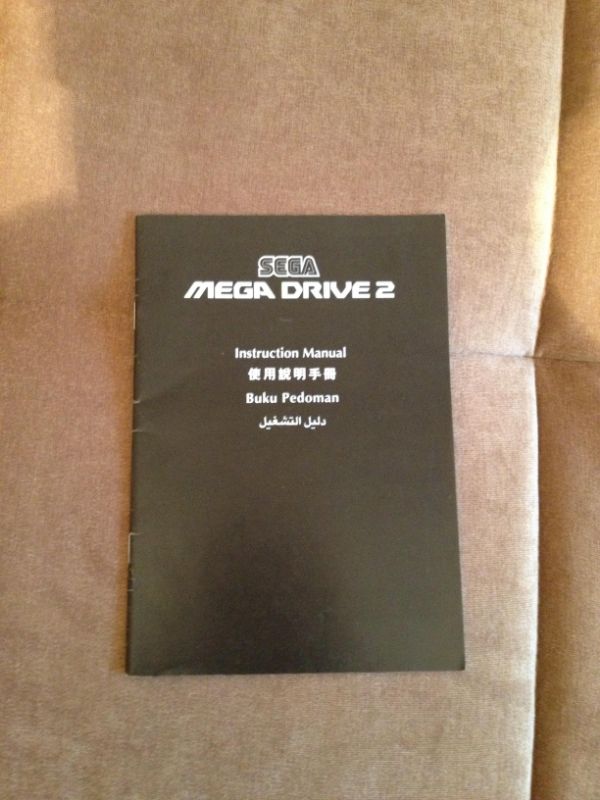 SEGA
MEGA DRIVE 2
Instruction Manual
使用說明手冊
Buku Pedoman
دليل التشغيل